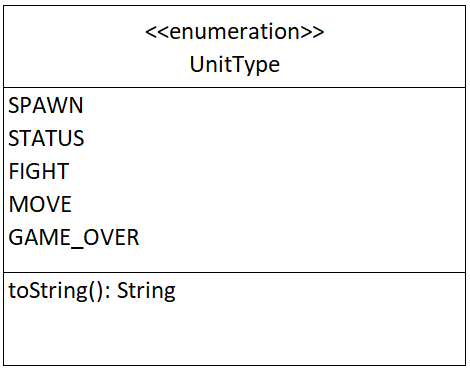 <<enumeration>>
UnitType
SPAWN
STATUS
FIGHT
MOVE
GAME_OVER
toString(): String